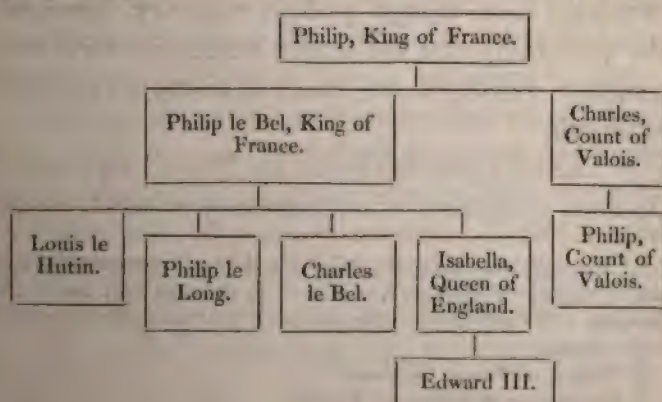 Philip, King of France.
Philip le Bel, King of
France.
Charles,
Count of
Valois.
Louis le
Hutin.
Philip le
Long.
Charles
le Bel.
Isabella,
Queen of
England.
Philip,
Count of
Valois.
Edward III.